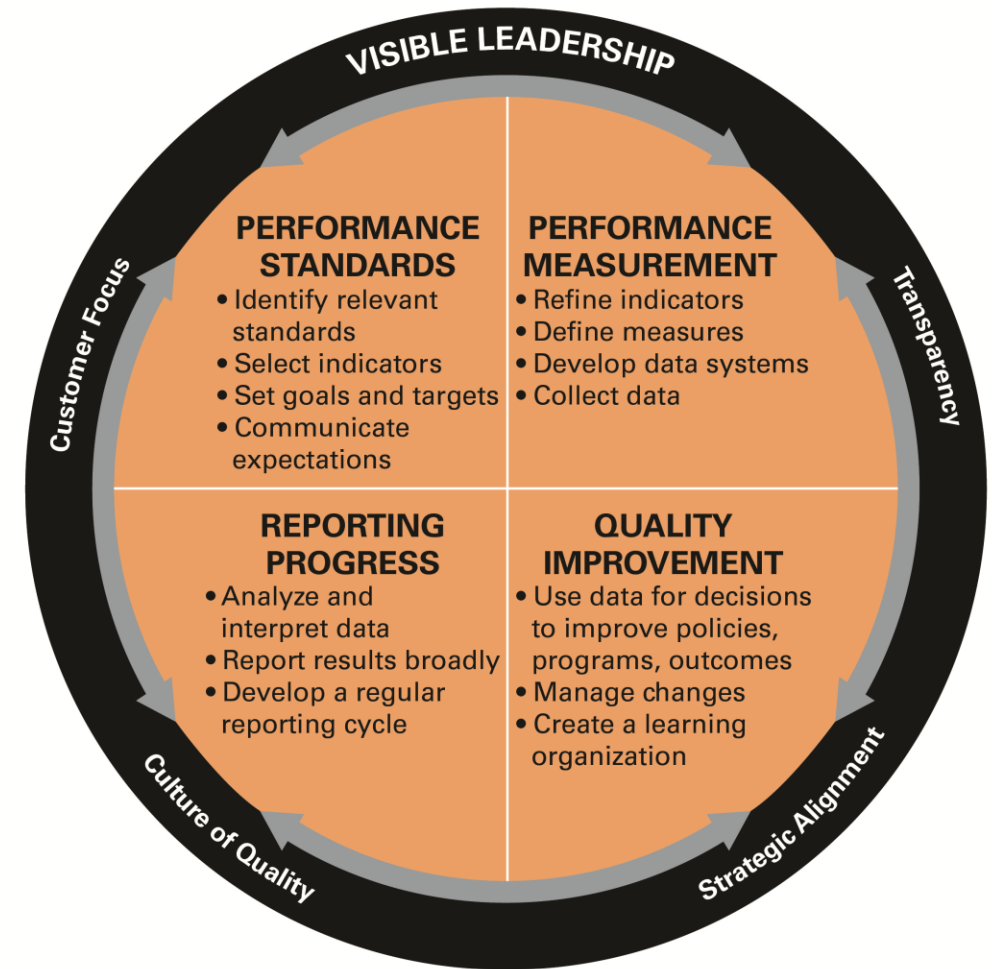 VISIBLE LEADERSHIP
Customer Focus
Transparency
PERFORMANCE
STANDARDS
• Identify relevant
standards
• Select indicators
• Set goals and targets
• Communicate
expectations
PERFORMANCE
MEASUREMENT
• Refine indicators
• Define measures
• Develop data systems
• Collect data
REPORTING
PROGRESS
• Analyze and
interpret data
• Report results broadly
• Develop a regular
reporting cycle
QUALITY
IMPROVEMENT
• Use data for decisions
to improve policies,
programs, outcomes
• Manage changes
• Create a learning
organization
Culture of Quality
Strategic Alignment